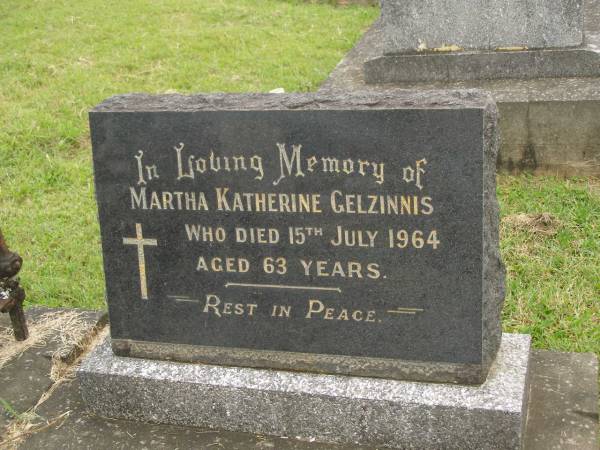 In Loving Memory of
MARTHA KATHERINE GELZINNIS
WHO DIED 15TH JULY 1964
AGED 63 YEARS.
REST IN PEACE.